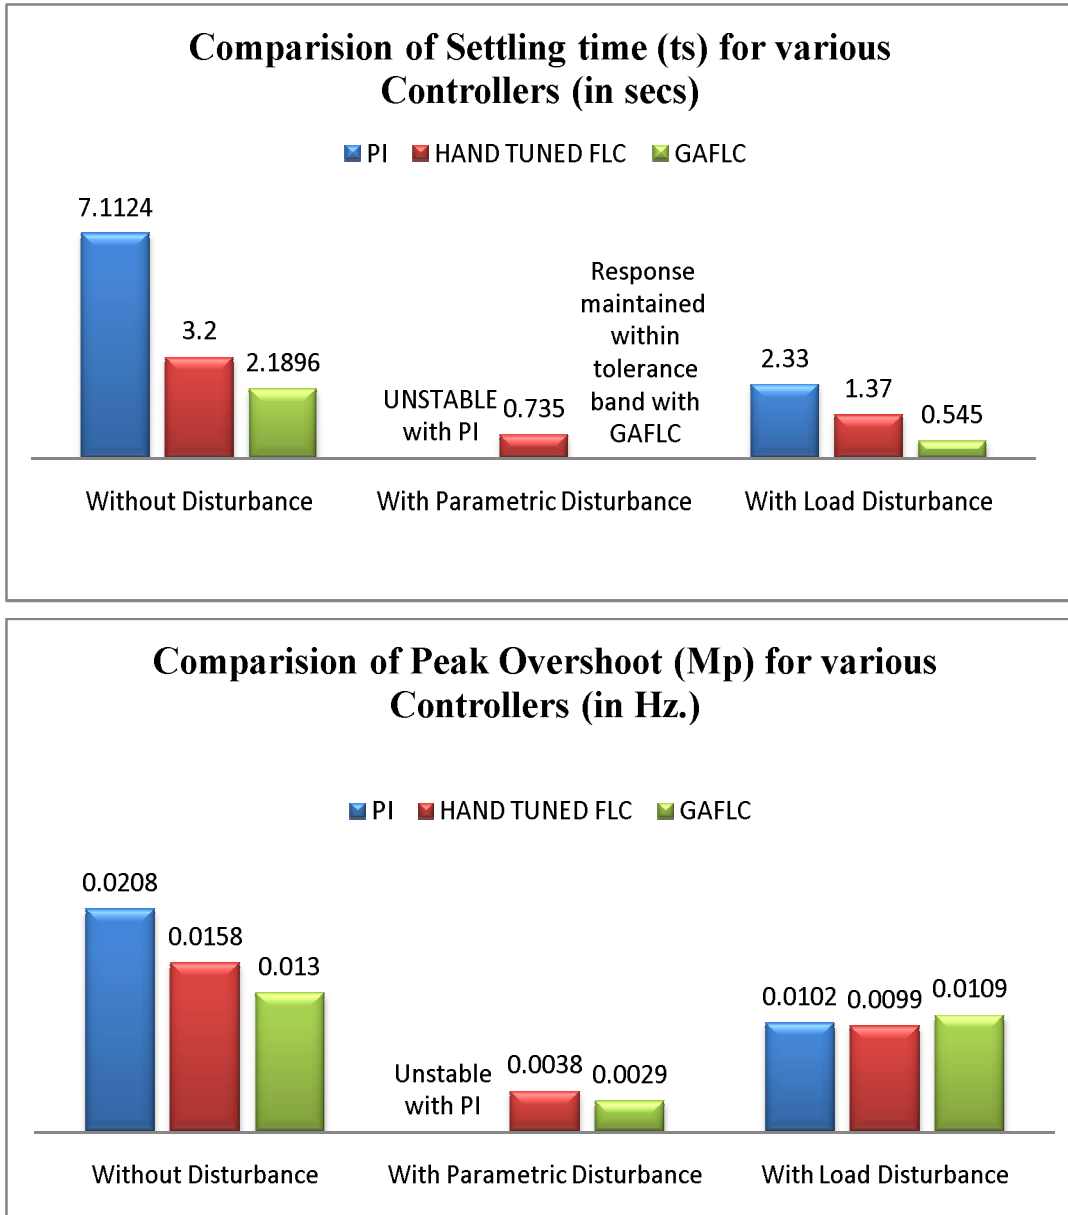 Comparision of Settling time (ts) for various
Controllers (in secs)
PI HAND TUNED FLC GAFLC
7.1124
3.2
2.1896
UNSTABLE
with PI
0.735
Response
maintained
within
tolerance
band with
GAFLC
2.33
1.37
0.545
Without Disturbance With Parametric Disturbance With Load Disturbance
Comparision of Peak Overshoot (Mp) for various
Controllers (in Hz.)
PI HAND TUNED FLC GAFLC
0.0208
0.0158
0.013
Unstable
with PI
0.0038
0.0029
0.0102
0.0099
0.0109
Without Disturbance With Parametric Disturbance With Load Disturbance